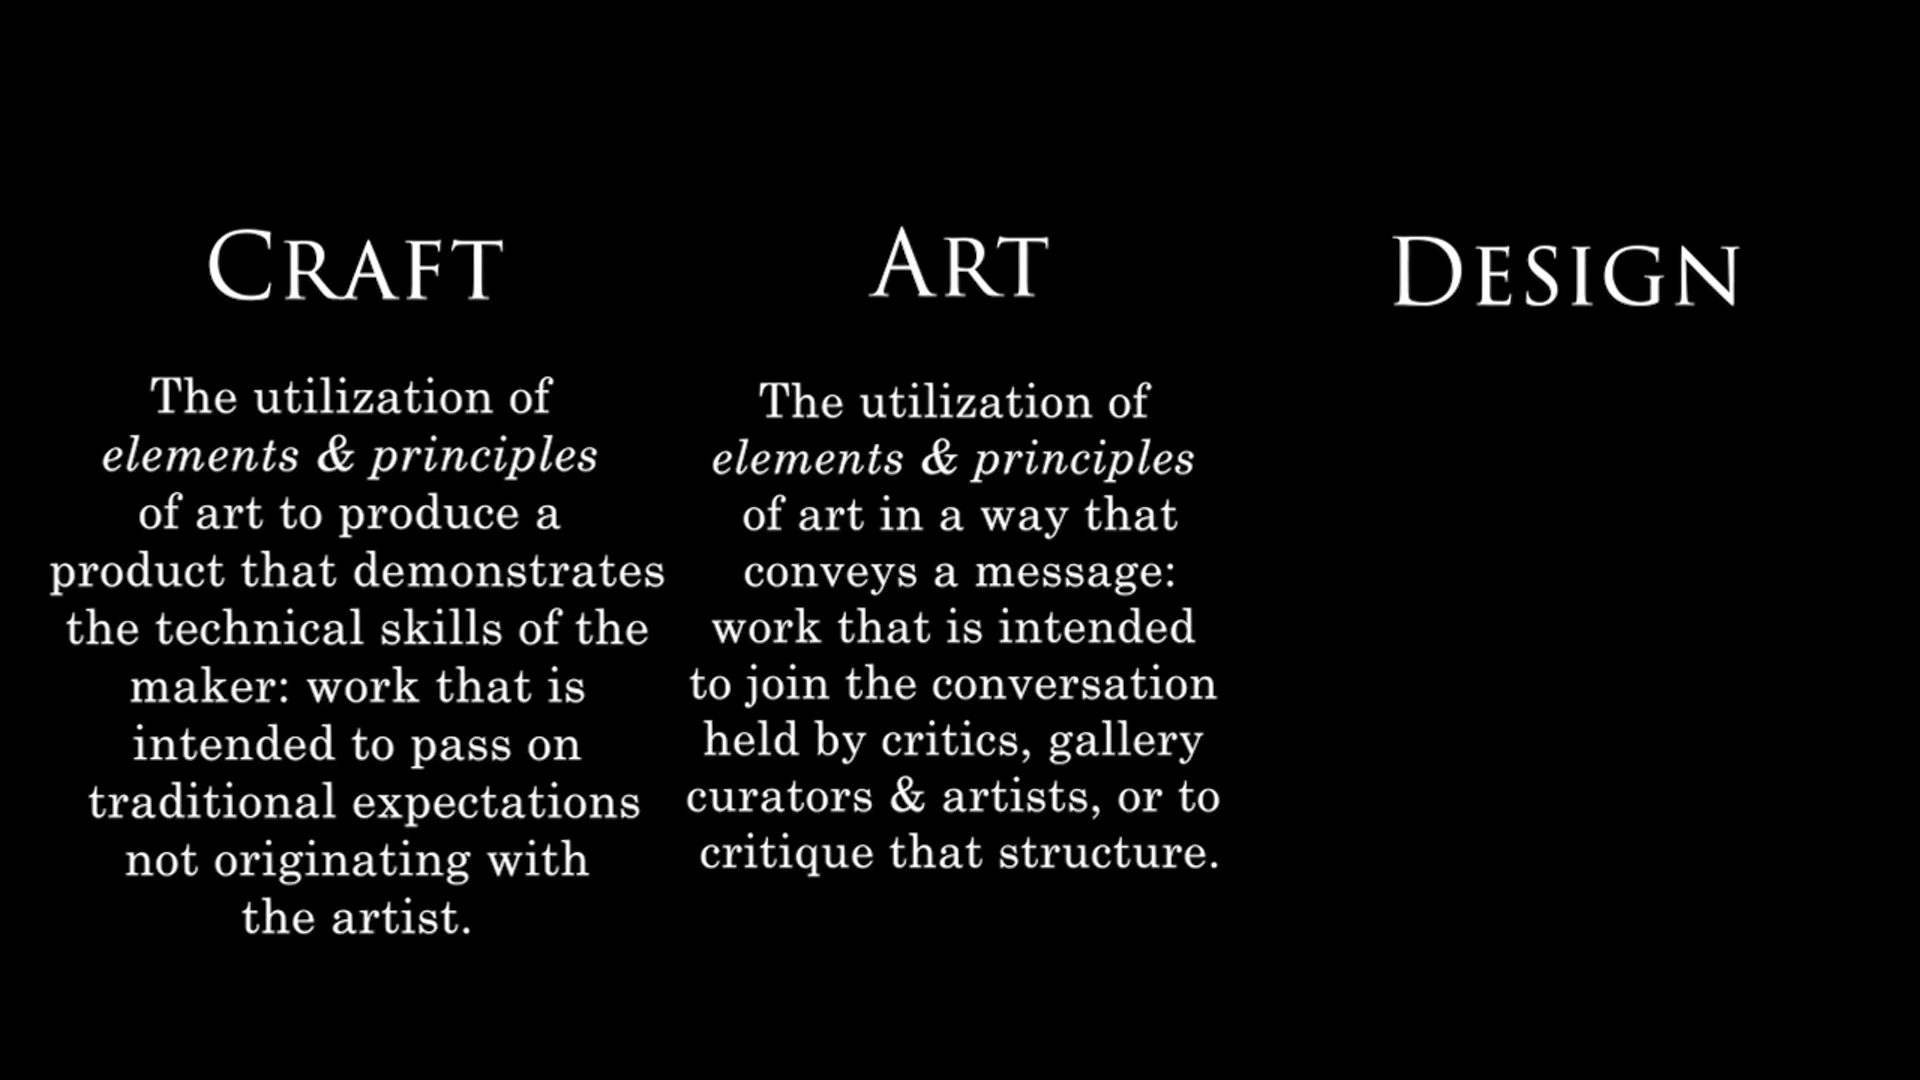 CRAFT
The utilization of
elements & principles
of art to produce a
product that demonstrates
the technical skills of the
maker: work that is
intended to pass on
traditional expectations
not originating with
the artist.
ART
The utilization of
elements & principles
of art in a way that
conveys a message:
work that is intended
to join the conversation
held by critics, gallery
curators & artists, or to
critique that structure.
DESIGN